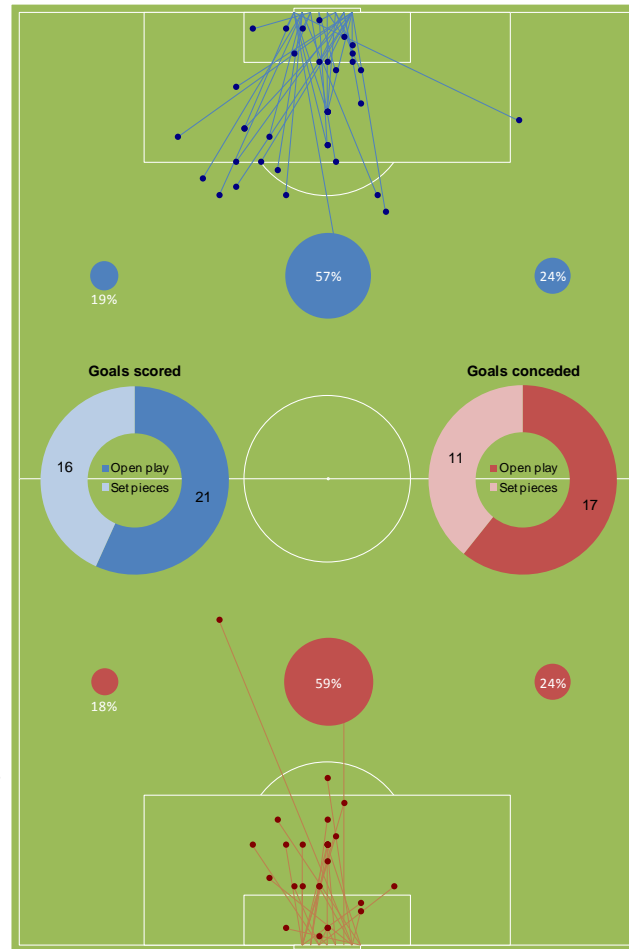 57%
24%
19%
Goals scored
Goals conceded
16
Open play
Set pieces
21
11
Open play
Set pieces
17
59%
24%
18%